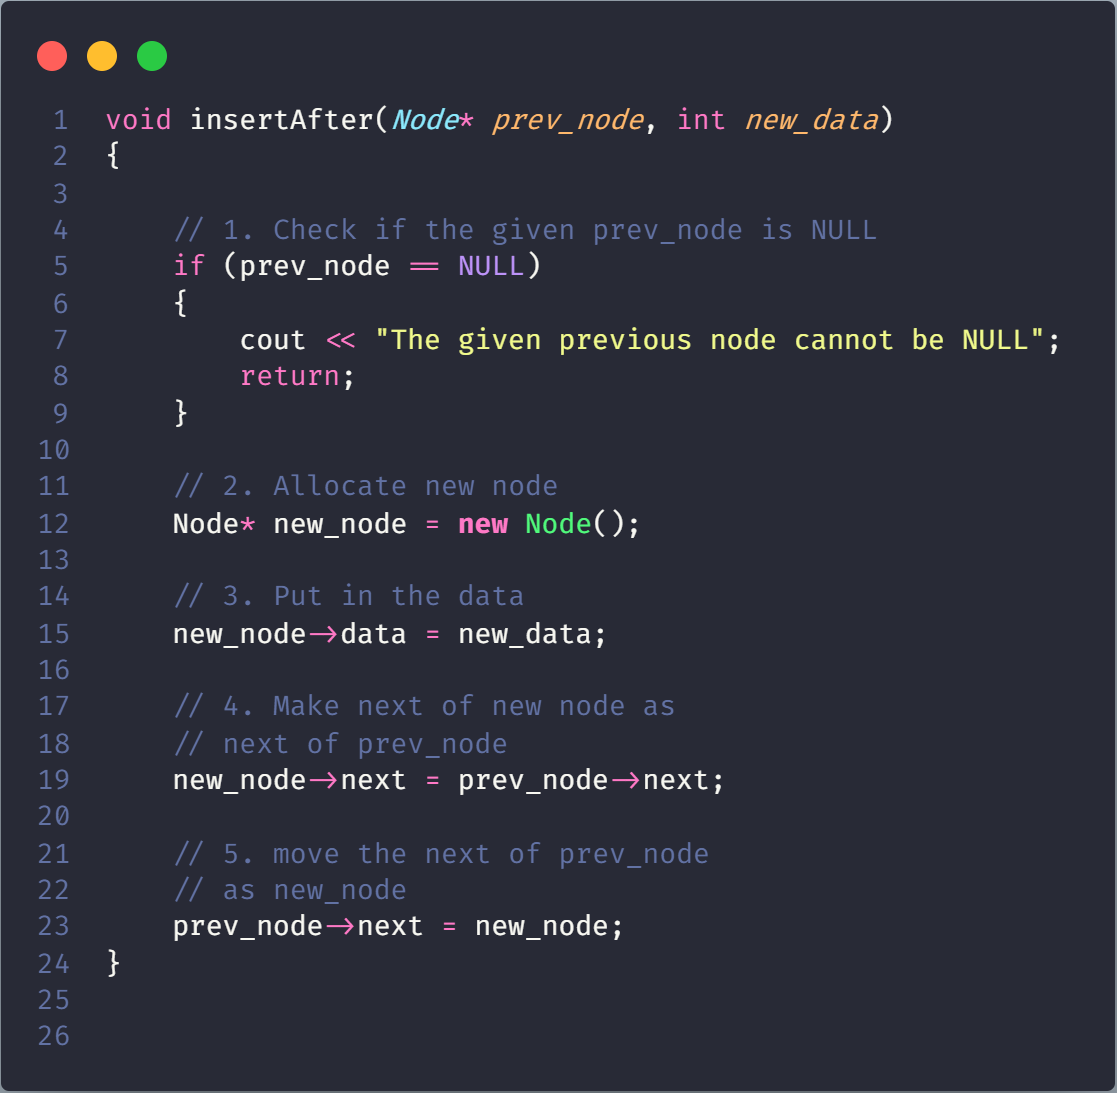 1 void insertAfter(Node* prev_node, int new_data)
2 {
3
4 // 1. Check if the given prev_node is NULL
5 if (prev_node == NULL)
6 {
7 cout << "The given previous node cannot be NULL";
8 return;
9 }
10
11 // 2. Allocate new node
12 Node* new_node = new Node();
13
14 // 3. Put in the data
15 new_node->data = new_data;
16
17 // 4. Make next of new node as
18 // next of prev_node
19 new_node->next = prev_node->next;
20
21 // 5. move the next of prev_node
22 // as new_node
23 prev_node->next = new_node;
24 }
25
26